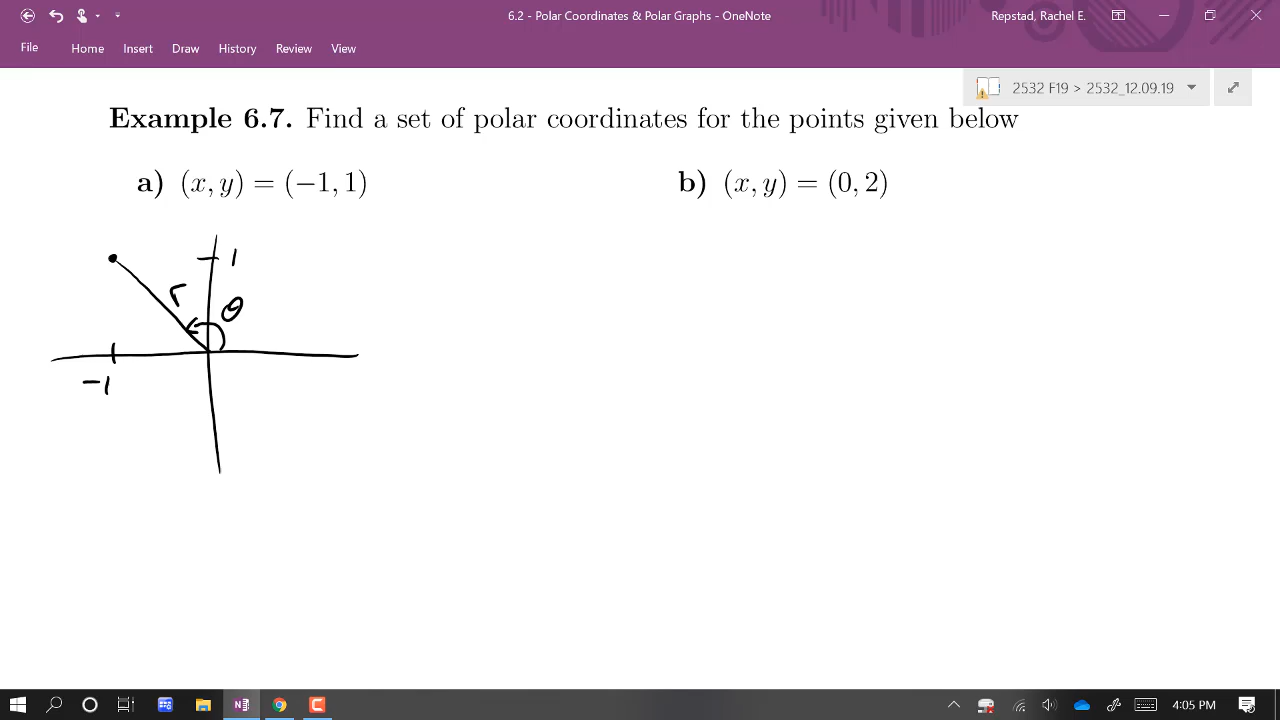 6.2 - Polar Coordinates & Polar Graphs - OneNote
Repstad, Rachel E.
File Home Insert Draw History Review View
2532 F19 > 2532_12.09.19
Example 6.7. Find a set of polar coordinates for the points given below
a) (x, y) = (−1, 1)
b) (x, y) = (0, 2)
1
r
θ
-1
4:05 PM